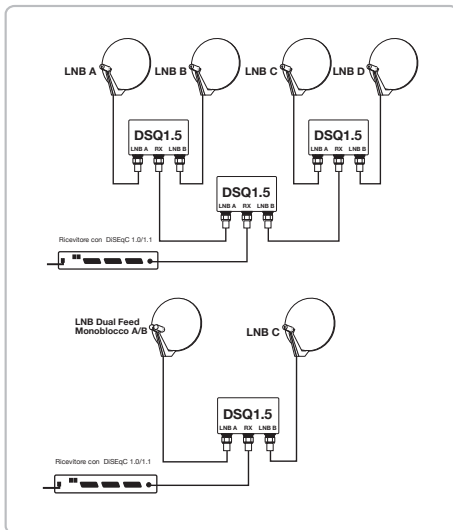 LNB A LNB B LNB C LNB D
DSQ1.5 DSQ1.5
LNB A RX LNB B LNB A RX LNB B
DSQ1.5
LNB A RX LNB B
Ricevitore con DiSEqC 1.0/1.1
LNB Dual Feed
Monoblocco A/B
LNB C
DSQ1.5
LNB A RX LNB B
Ricevitore con DiSEqC 1.0/1.1